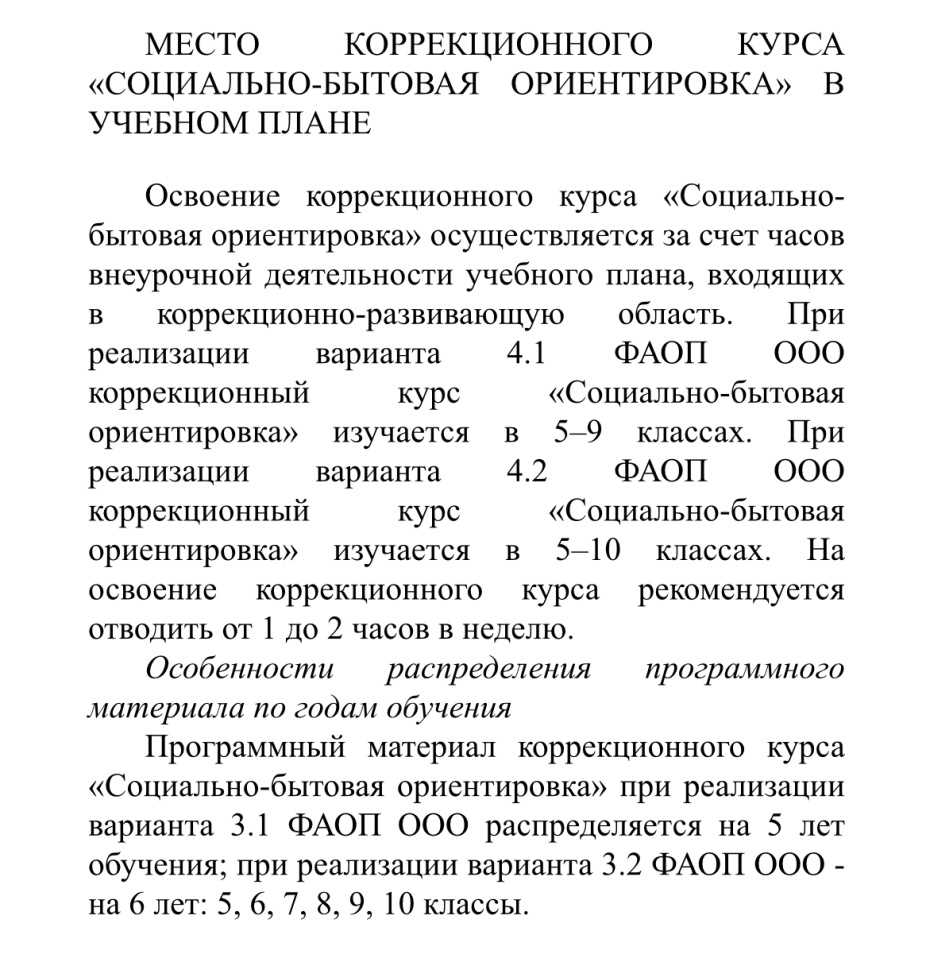 МЕСТО КОРРЕКЦИОННОГО КУРСА
«СОЦИАЛЬНО-БЫТОВАЯ ОРИЕНТИРОВКА» В
УЧЕБНОМ ПЛАНЕ
Освоение коррекционного курса «Социально-
бытовая ориентировка» осуществляется за счет часов
внеурочной деятельности учебного плана, входящих
в коррекционно-развивающую область. При
реализации варианта 4.1 ФАОП ООО
коррекционный курс «Социально-бытовая
ориентировка» изучается в 5–9 классах. При
реализации варианта 4.2 ФАОП ООО
коррекционный курс «Социально-бытовая
ориентировка» изучается в 5–10 классах. На
освоение коррекционного курса рекомендуется
отводить от 1 до 2 часов в неделю.
Особенности распределения программного
материала по годам обучения
Программный материал коррекционного курса
«Социально-бытовая ориентировка» при реализации
варианта 3.1 ФАОП ООО распределяется на 5 лет
обучения; при реализации варианта 3.2 ФАОП ООО -
на 6 лет: 5, 6, 7, 8, 9, 10 классы.